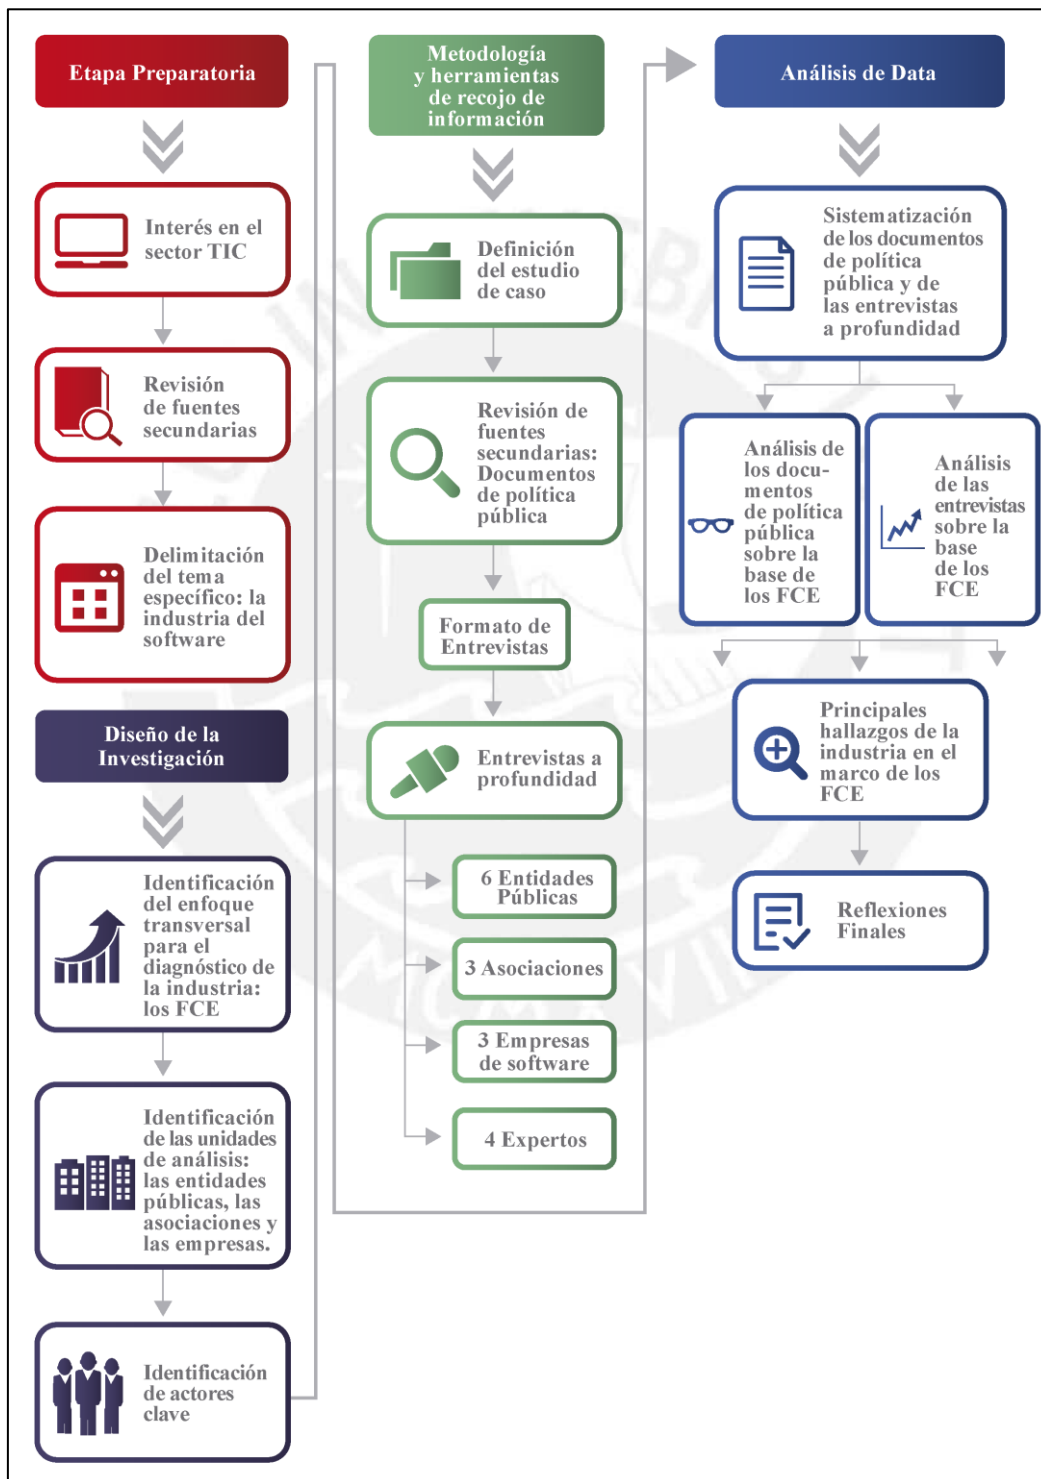 Etapa Preparatoria
Interés en el
sector TIC
Revisión
de fuentes
secundarias
Delimitación
del tema
específico: la
industria del
software
Diseño de la
Investigación
Identificación
del enfoque
transversal
para el
diagnóstico de
la industria:
los FCE
Identificación
de las unidades
de análisis:
las entidades
públicas, las
asociaciones y
las empresas.
Identificación
de actores
clave
Metodología
y herramientas
de recojo de
información
Definición
del estudio
de caso
Revisión de
fuentes
secundarias:
Documentos
de política
pública
Formato de
Entrevistas
Entrevistas a
profundidad
6 Entidades
Públicas
3 Asociaciones
3 Empresas
de software
4 Expertos
Análisis de Data
Sistematización
de los documentos
de política
pública y de
las entrevistas
a profundidad
Análisis de
los docu-
mentos
de política
pública
sobre la
base de
los FCE
Análisis
de las
entrevistas
sobre la
base
de los
FCE
Principales
hallazgos de la
industria en el
marco de los
FCE
Reflexiones
Finales